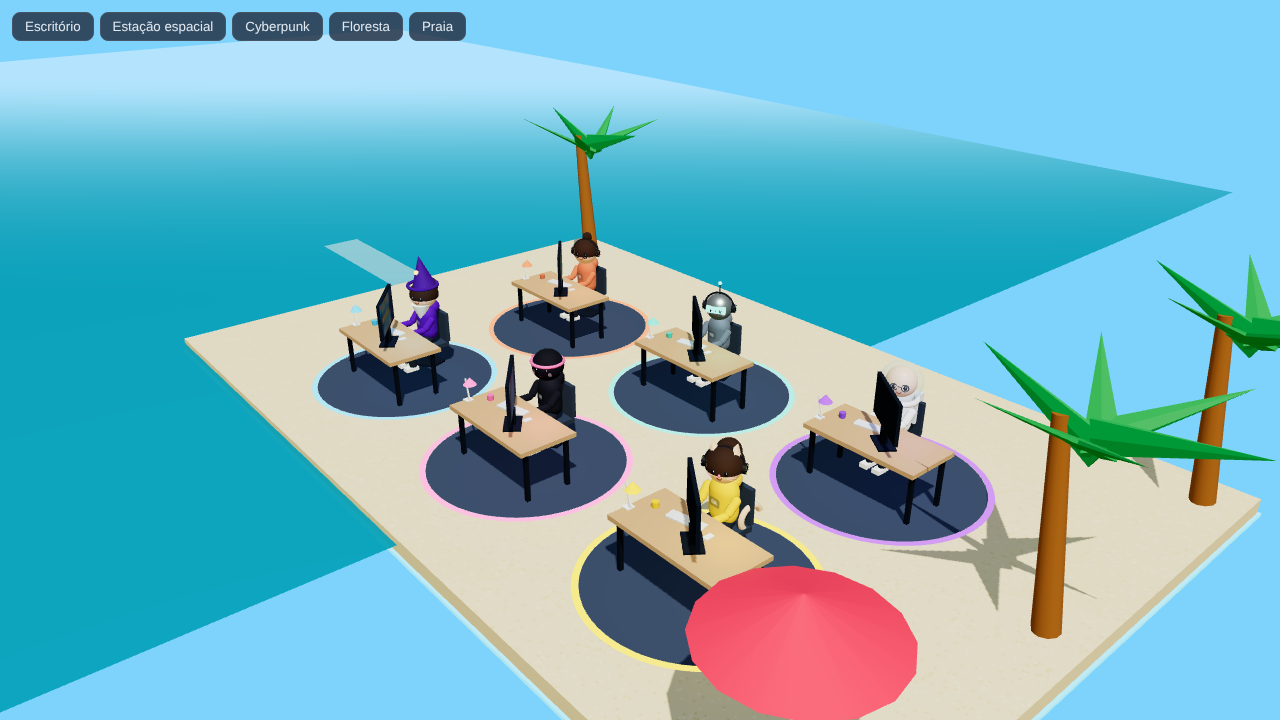 Escritório
Estação espacial
Cyberpunk
Floresta
Praia